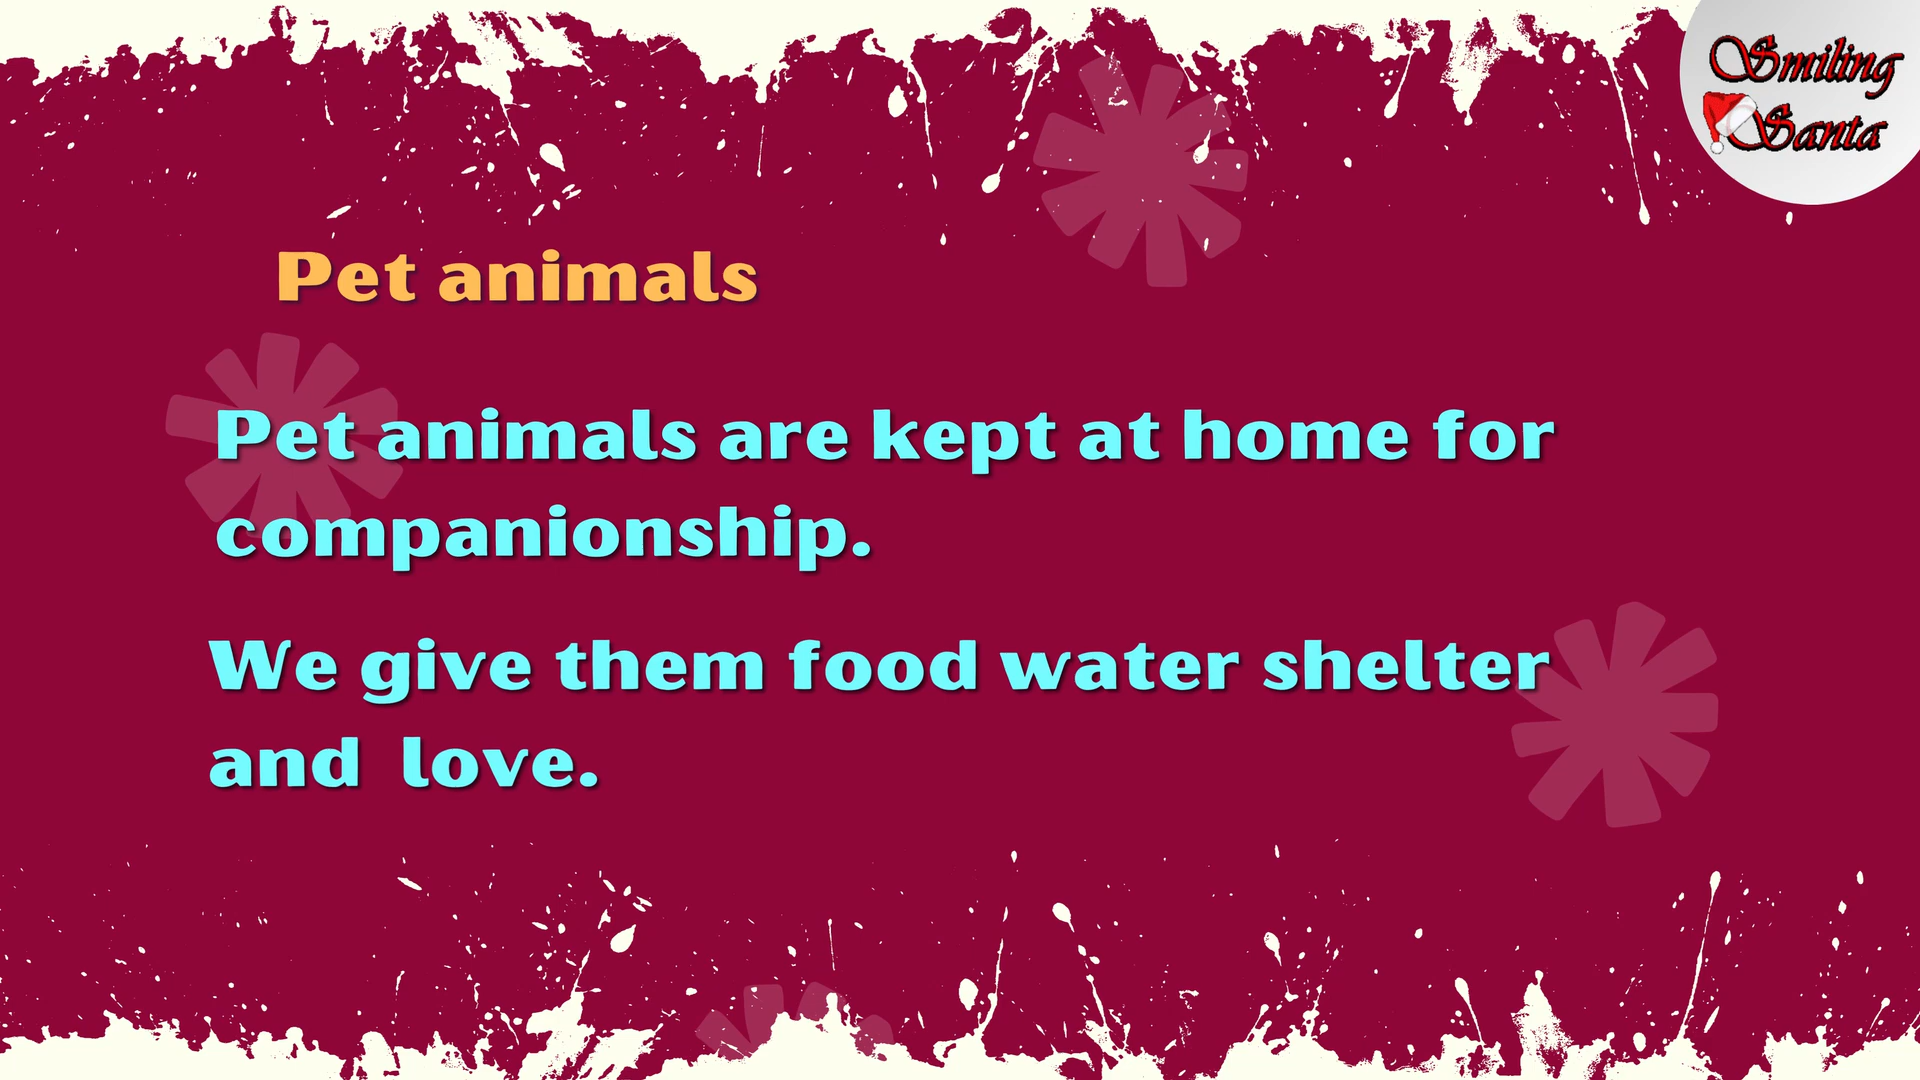 Smiling
Santa
Pet animals
Pet animals are kept at home for
companionship.
We give them food water shelter
and love.